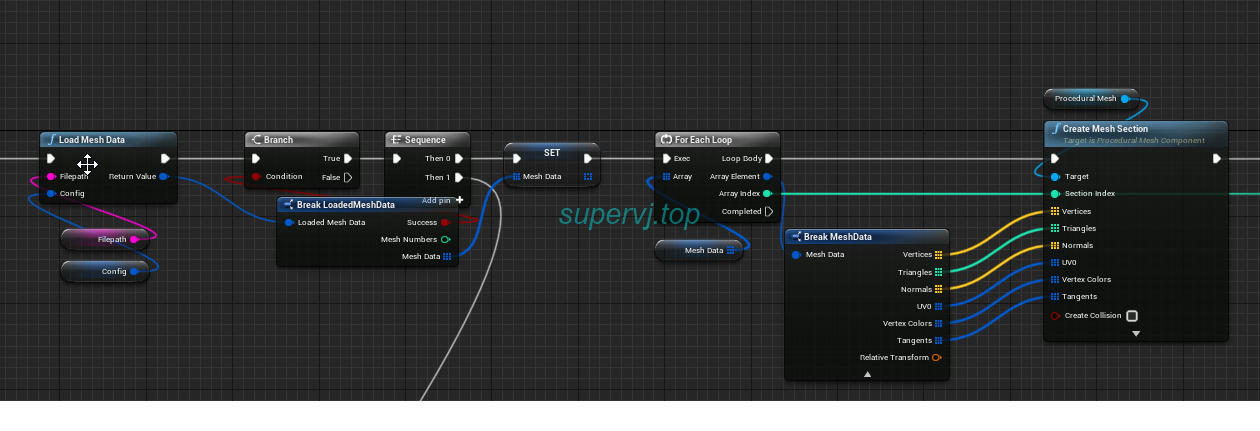 Load Mesh Data
Filepath
Return Value
Config
Filepath
Config
Branch
True
Condition
False
Break LoadedMeshData
Loaded Mesh Data
Success
Mesh Numbers
Mesh Data
Sequence
Then 0
Then 1
Add pin +
SET
Mesh Data
For Each Loop
Exec
Loop Body
Array
Array Element
Array Index
Completed
Mesh Data
supervj.top
Break MeshData
Mesh Data
Vertices
Triangles
Normals
UV0
Vertex Colors
Tangents
Relative Transform
Procedural Mesh
Create Mesh Section
Target is Procedural Mesh Component
Target
Section Index
Vertices
Triangles
Normals
UV0
Vertex Colors
Tangents
Create Collision